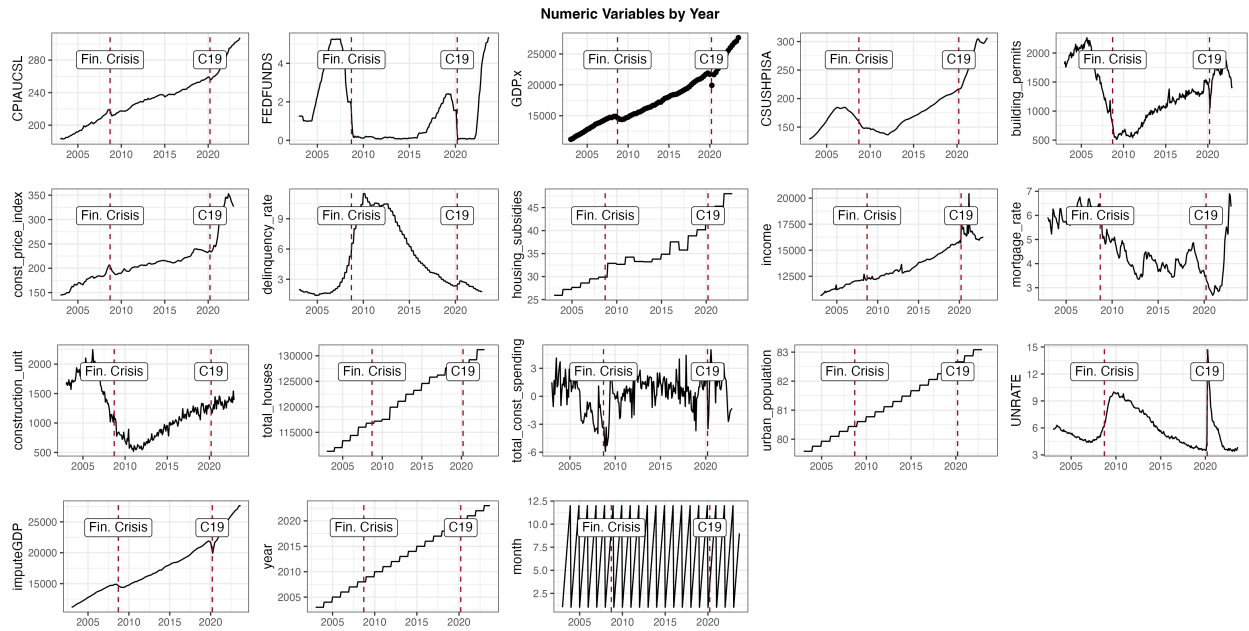 Numeric Variables by Year
CPIAUCSL
280
240
200
Fin. Crisis
C19
2005 2010 2015 2020
FEDFUNDS
4
2
0
Fin. Crisis
C19
2005 2010 2015 2020
GDP.x
25000
20000
15000
Fin. Crisis
C19
2005 2010 2015 2020
CSUSHPISA
300
250
200
150
Fin. Crisis
C19
2005 2010 2015 2020
building_permits
2000
1500
1000
500
Fin. Crisis
C19
2005 2010 2015 2020
const_price_index
350
300
250
200
150
Fin. Crisis
C19
2005 2010 2015 2020
delinquency_rate
9
6
3
Fin. Crisis
C19
2005 2010 2015 2020
housing_subsidies
45
40
35
30
25
Fin. Crisis
C19
2005 2010 2015 2020
income
20000
17500
15000
12500
Fin. Crisis
C19
2005 2010 2015 2020
mortgage_rate
7
6
5
4
3
Fin. Crisis
C19
2005 2010 2015 2020
construction_unit
2000
1500
1000
500
Fin. Crisis
C19
2005 2010 2015 2020
total_houses
130000
125000
120000
115000
Fin. Crisis
C19
2005 2010 2015 2020
total_const_spending
3
0
-3
-6
Fin. Crisis
C19
2005 2010 2015 2020
urban_population
83
82
81
80
Fin. Crisis
C19
2005 2010 2015 2020
UNRATE
15
12
9
6
3
Fin. Crisis
C19
2005 2010 2015 2020
imputeGDP
25000
20000
15000
Fin. Crisis
C19
2005 2010 2015 2020
year
2020
2015
2010
2005
Fin. Crisis
C19
2005 2010 2015 2020
month
12.5
10.0
7.5
5.0
2.5
Fin. Crisis
C19
2005 2010 2015 2020